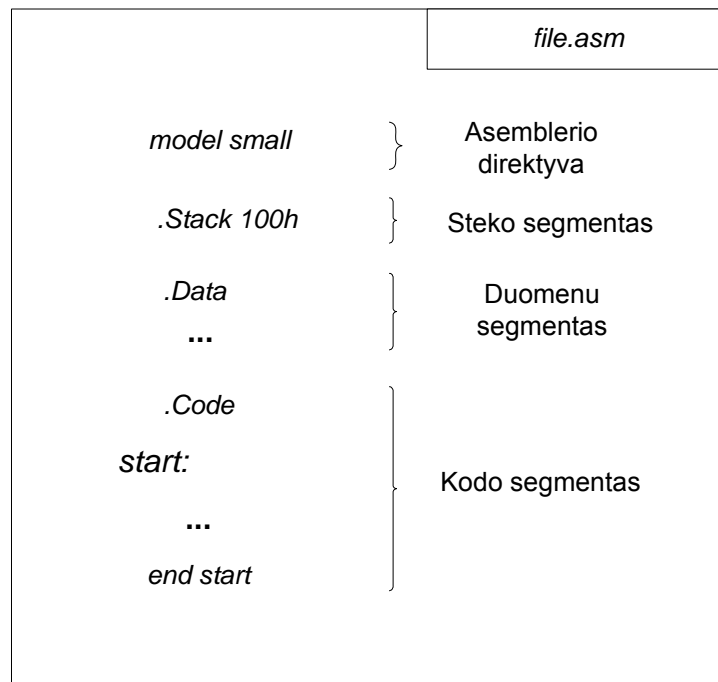 file.asm
model small
Asemblerio
direktyva
.Stack 100h
Steko segmentas
.Data
...
Duomenu
segmentas
.Code
start:
...
end start
Kodo segmentas